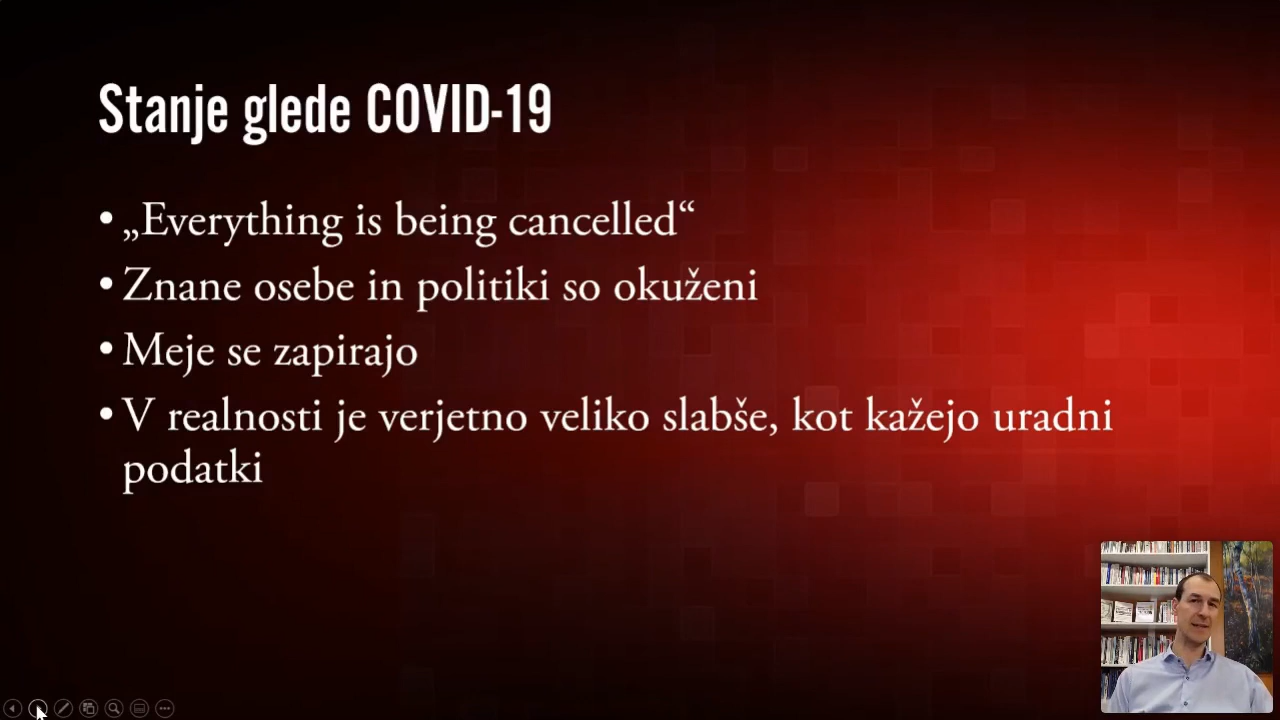 Stanje glede COVID-19
• „Everything is being cancelled“
• Znane osebe in politiki so okuženi
• Meje se zapirajo
• V realnosti je verjetno veliko slabše, kot kažejo uradni
podatki